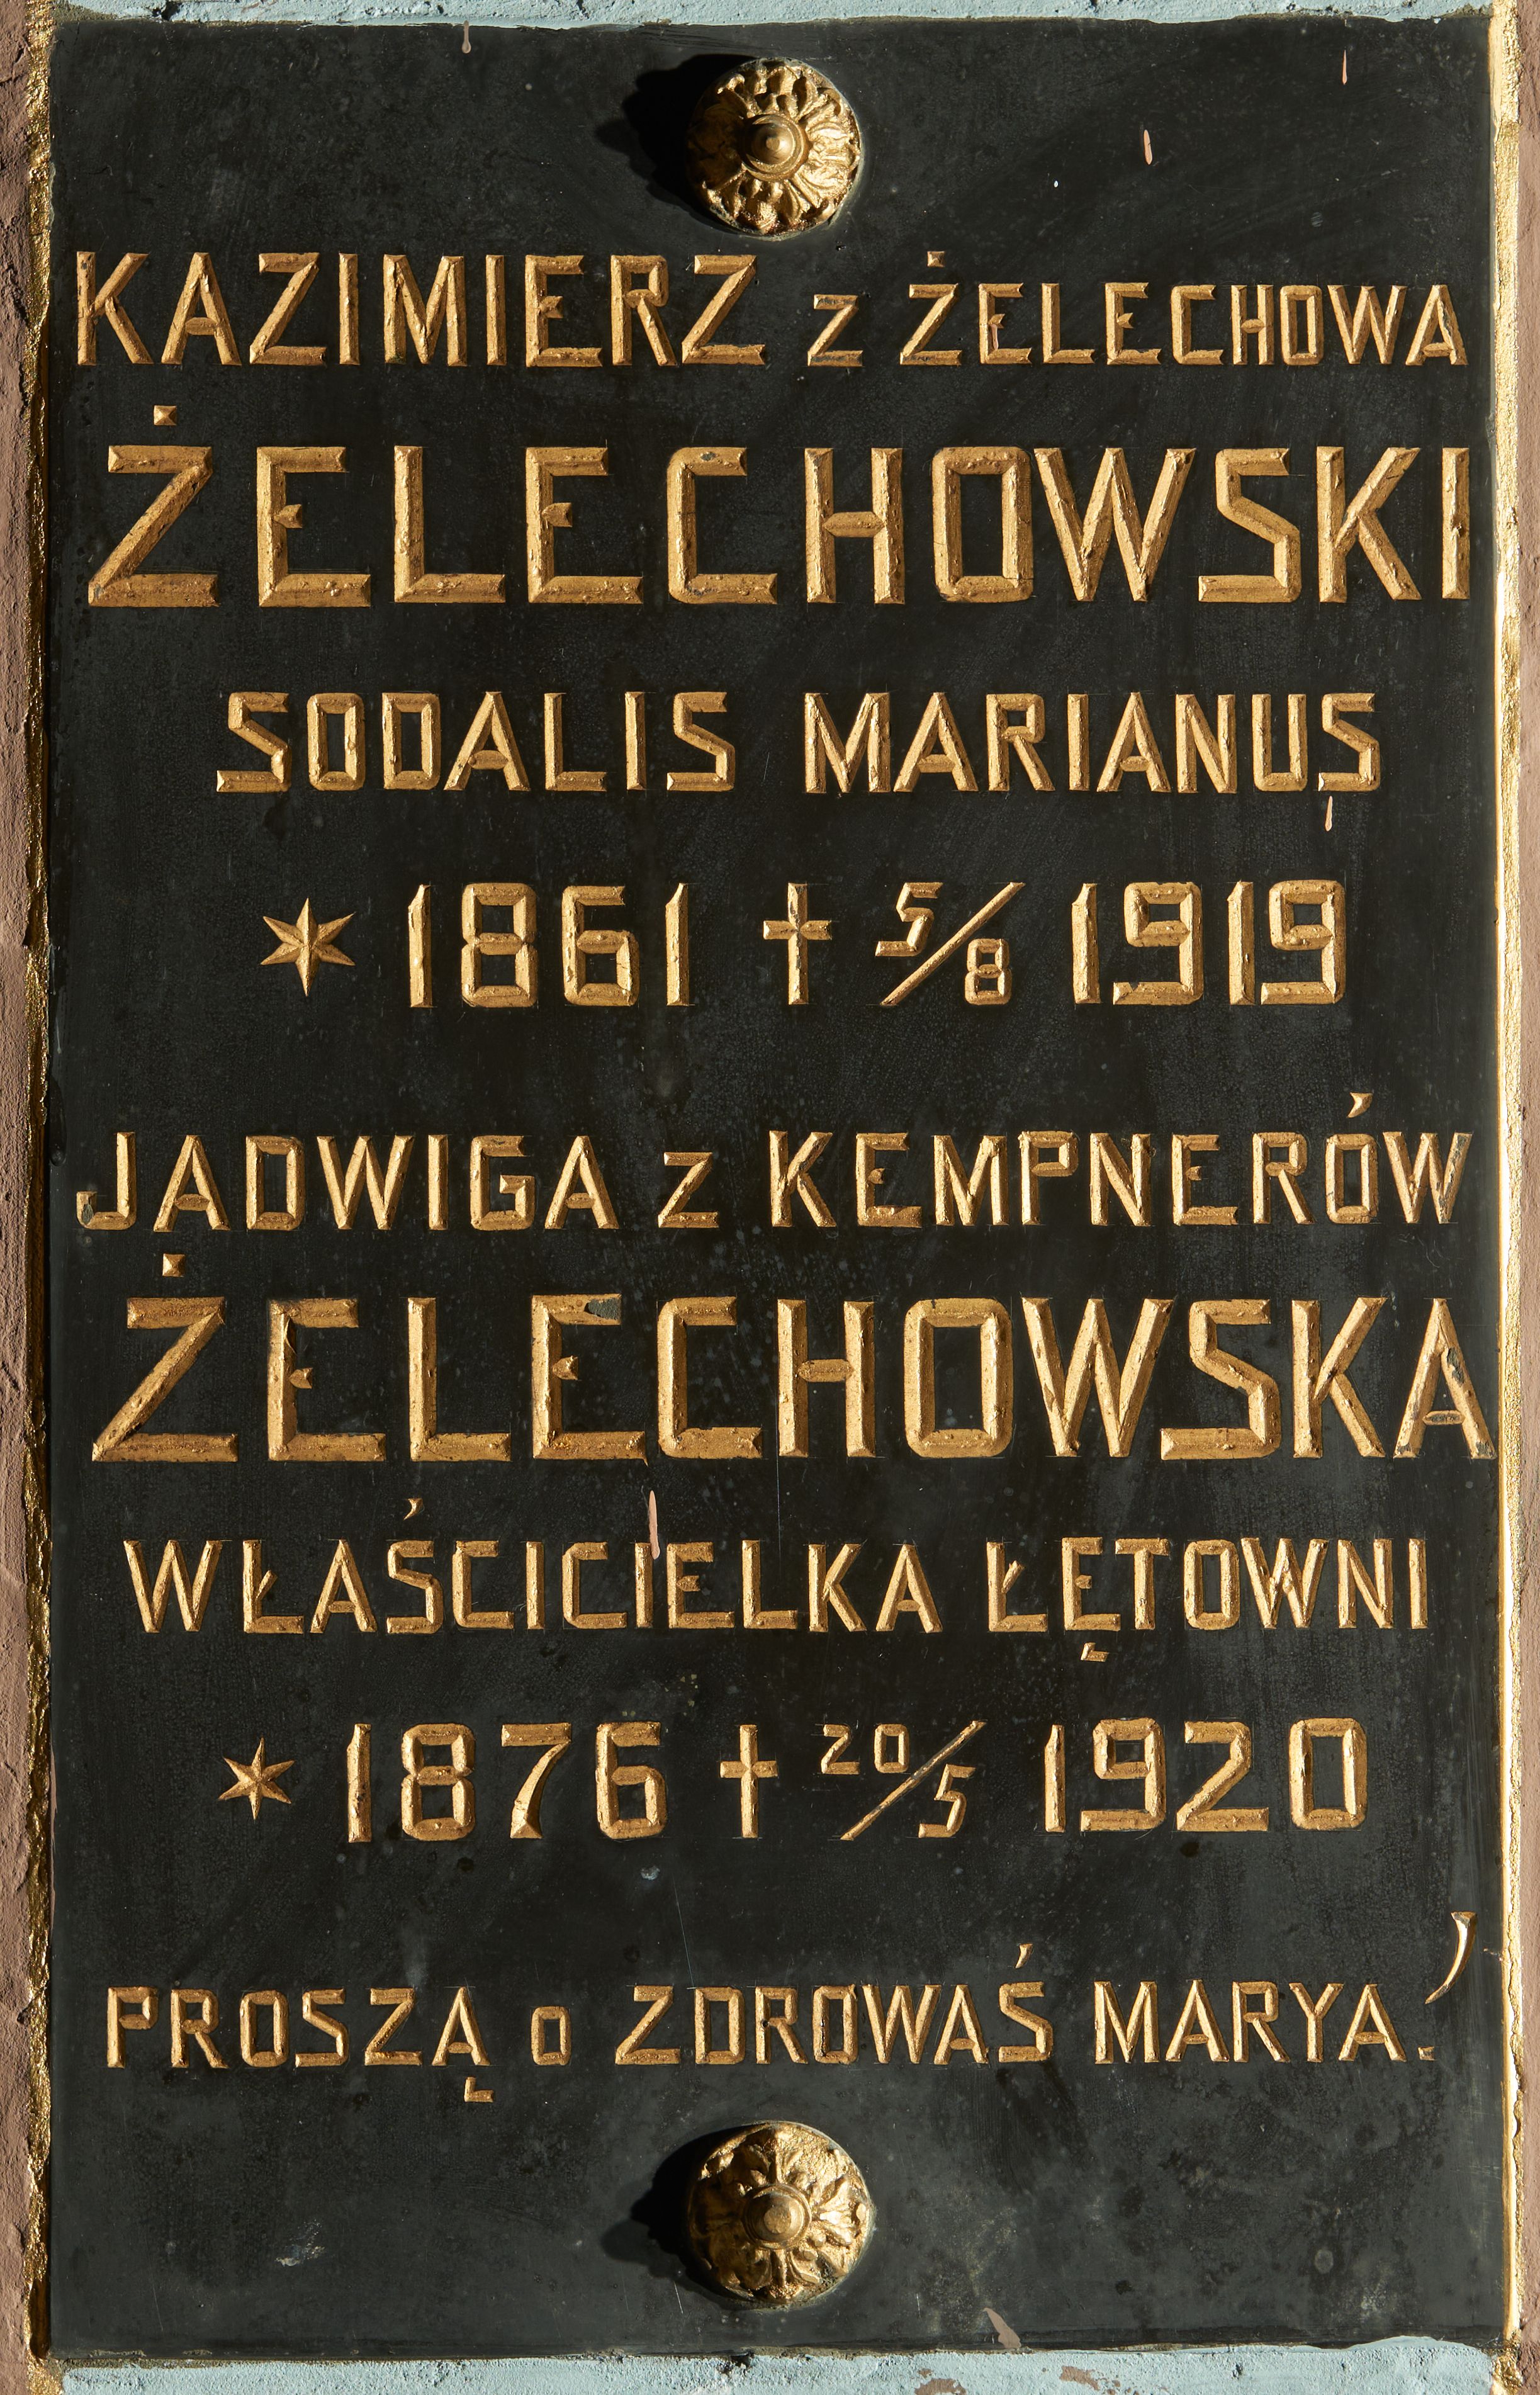 KAZIMIERZ z ŻELECHOWA
ŻELECHOWSKI
SODALIS MARIANUS
* 1861 † 5/8 1919
JADWIGA z KEMPNERÓW
ŻELECHOWSKA
WŁAŚCICIELKA ŁĘTOWNI
* 1876 † 20/5 1920
PROSZĄ o ZDROWAŚ MARYA!